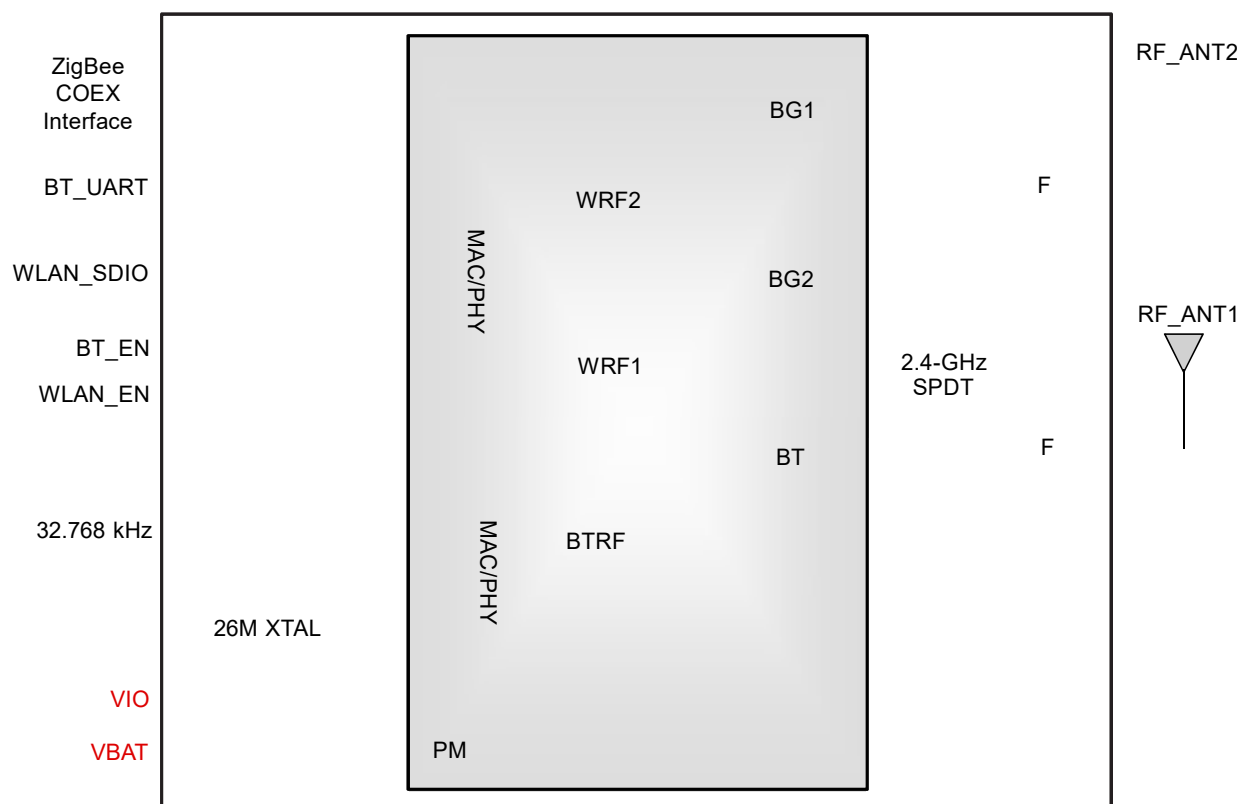 ZigBee
COEX
Interface
BT_UART
WLAN_SDIO
BT_EN
WLAN_EN
32.768 kHz
26M XTAL
VIO
VBAT
MAC/PHY
MAC/PHY
PM
WRF2
WRF1
BTRF
BG1
BG2
BT
2.4-GHz
SPDT
F
F
RF_ANT2
RF_ANT1